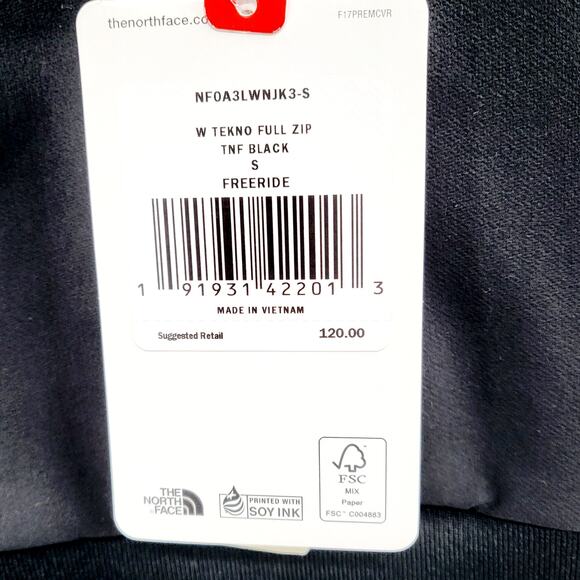 thenorthface.co
F17PREMCVR
NF0A3LWNJK3-S
W TEKNO FULL ZIP
TNF BLACK
S
FREERIDE
1 91931 42201 3
MADE IN VIETNAM
Suggested Retail 120.00
THE
NORTH
FACE
PRINTED WITH
SOY INK
FSC
MIX
Paper
FSC™ C004883